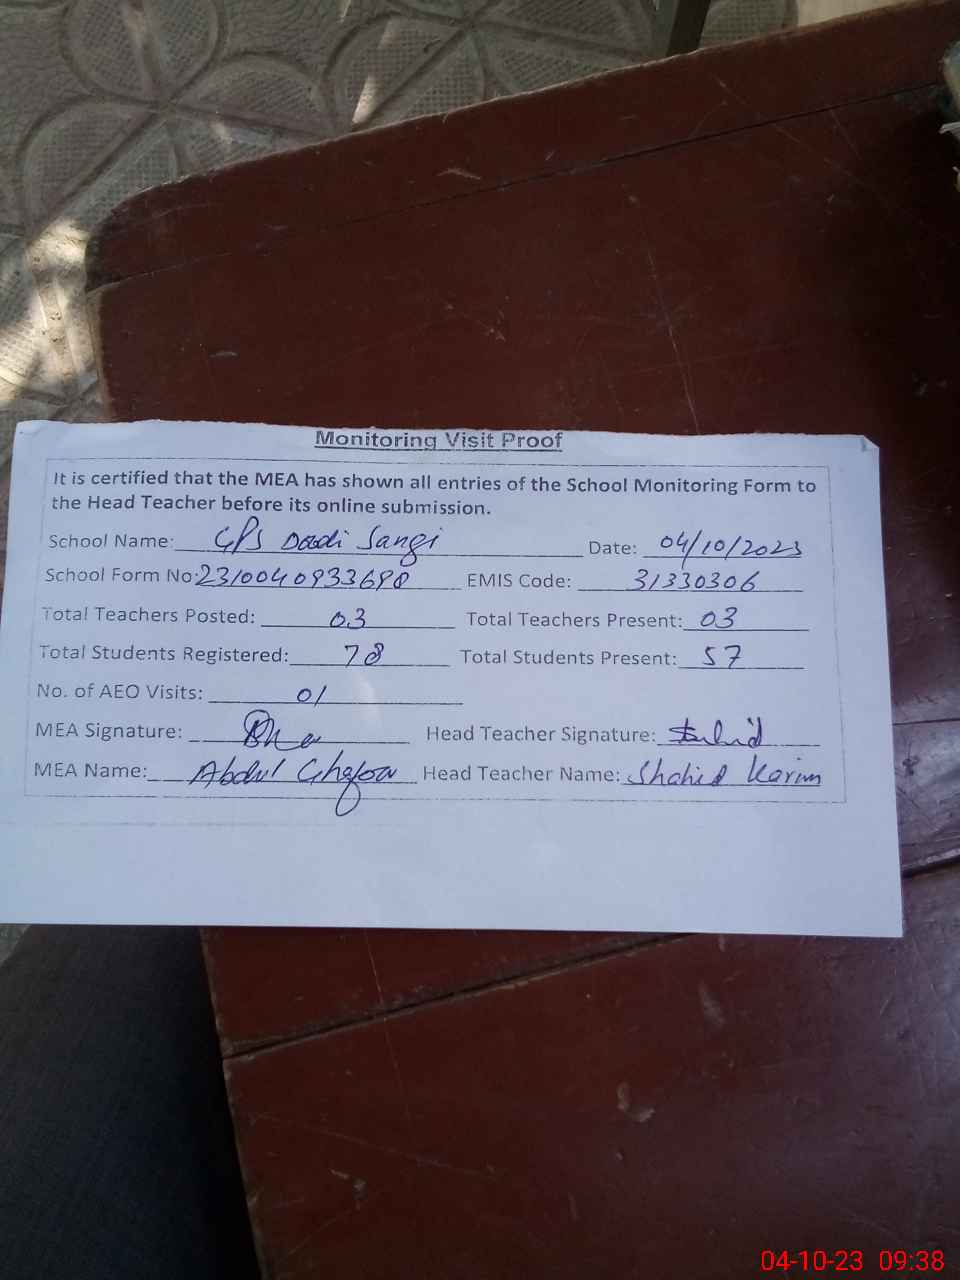 Monitoring Visit Proof
It is certified that the MEA has shown all entries of the School Monitoring Form to
the Head Teacher before its online submission.
School Name: GPS Dadi Sangi Date: 04/10/2023
School Form No: 2310040933698 EMIS Code: 31330306
Total Teachers Posted: 03 Total Teachers Present: 03
Total Students Registered: 78 Total Students Present: 57
No. of AEO Visits: 01
MEA Signature: Head Teacher Signature:
MEA Name: Abdul Ghafoor Head Teacher Name: Shahid Karim
04-10-23 09:38